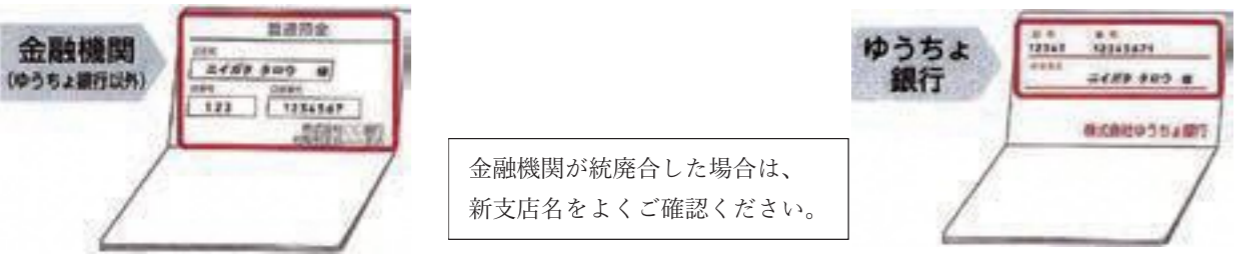 金融機関
(ゆうちょ銀行以外)
普通預金
ニイガタ タロウ 様
123
1234567
金融機関が統廃合した場合は、
新支店名をよくご確認ください。
ゆうちょ
銀行
記号 番号
12345 12345671
ニイガタ タロウ 様
株式会社ゆうちょ銀行